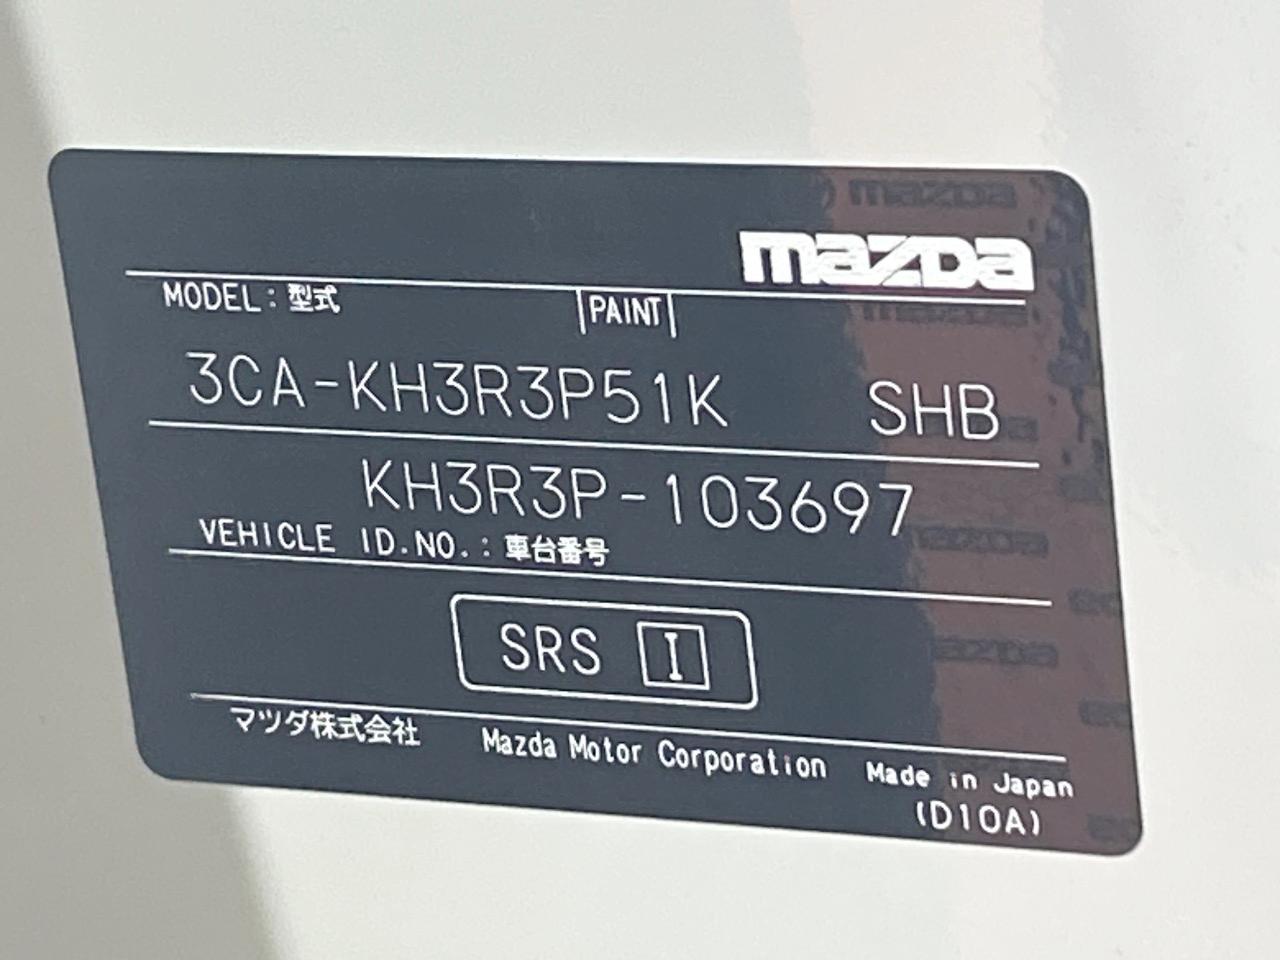 mazda
MODEL: 型式 PAINT
3CA-KH3R3P51K SHB
KH3R3P-103697
VEHICLE ID.NO.: 車台番号
SRS I
マツダ株式会社 Mazda Motor Corporation Made in Japan
(D10A)